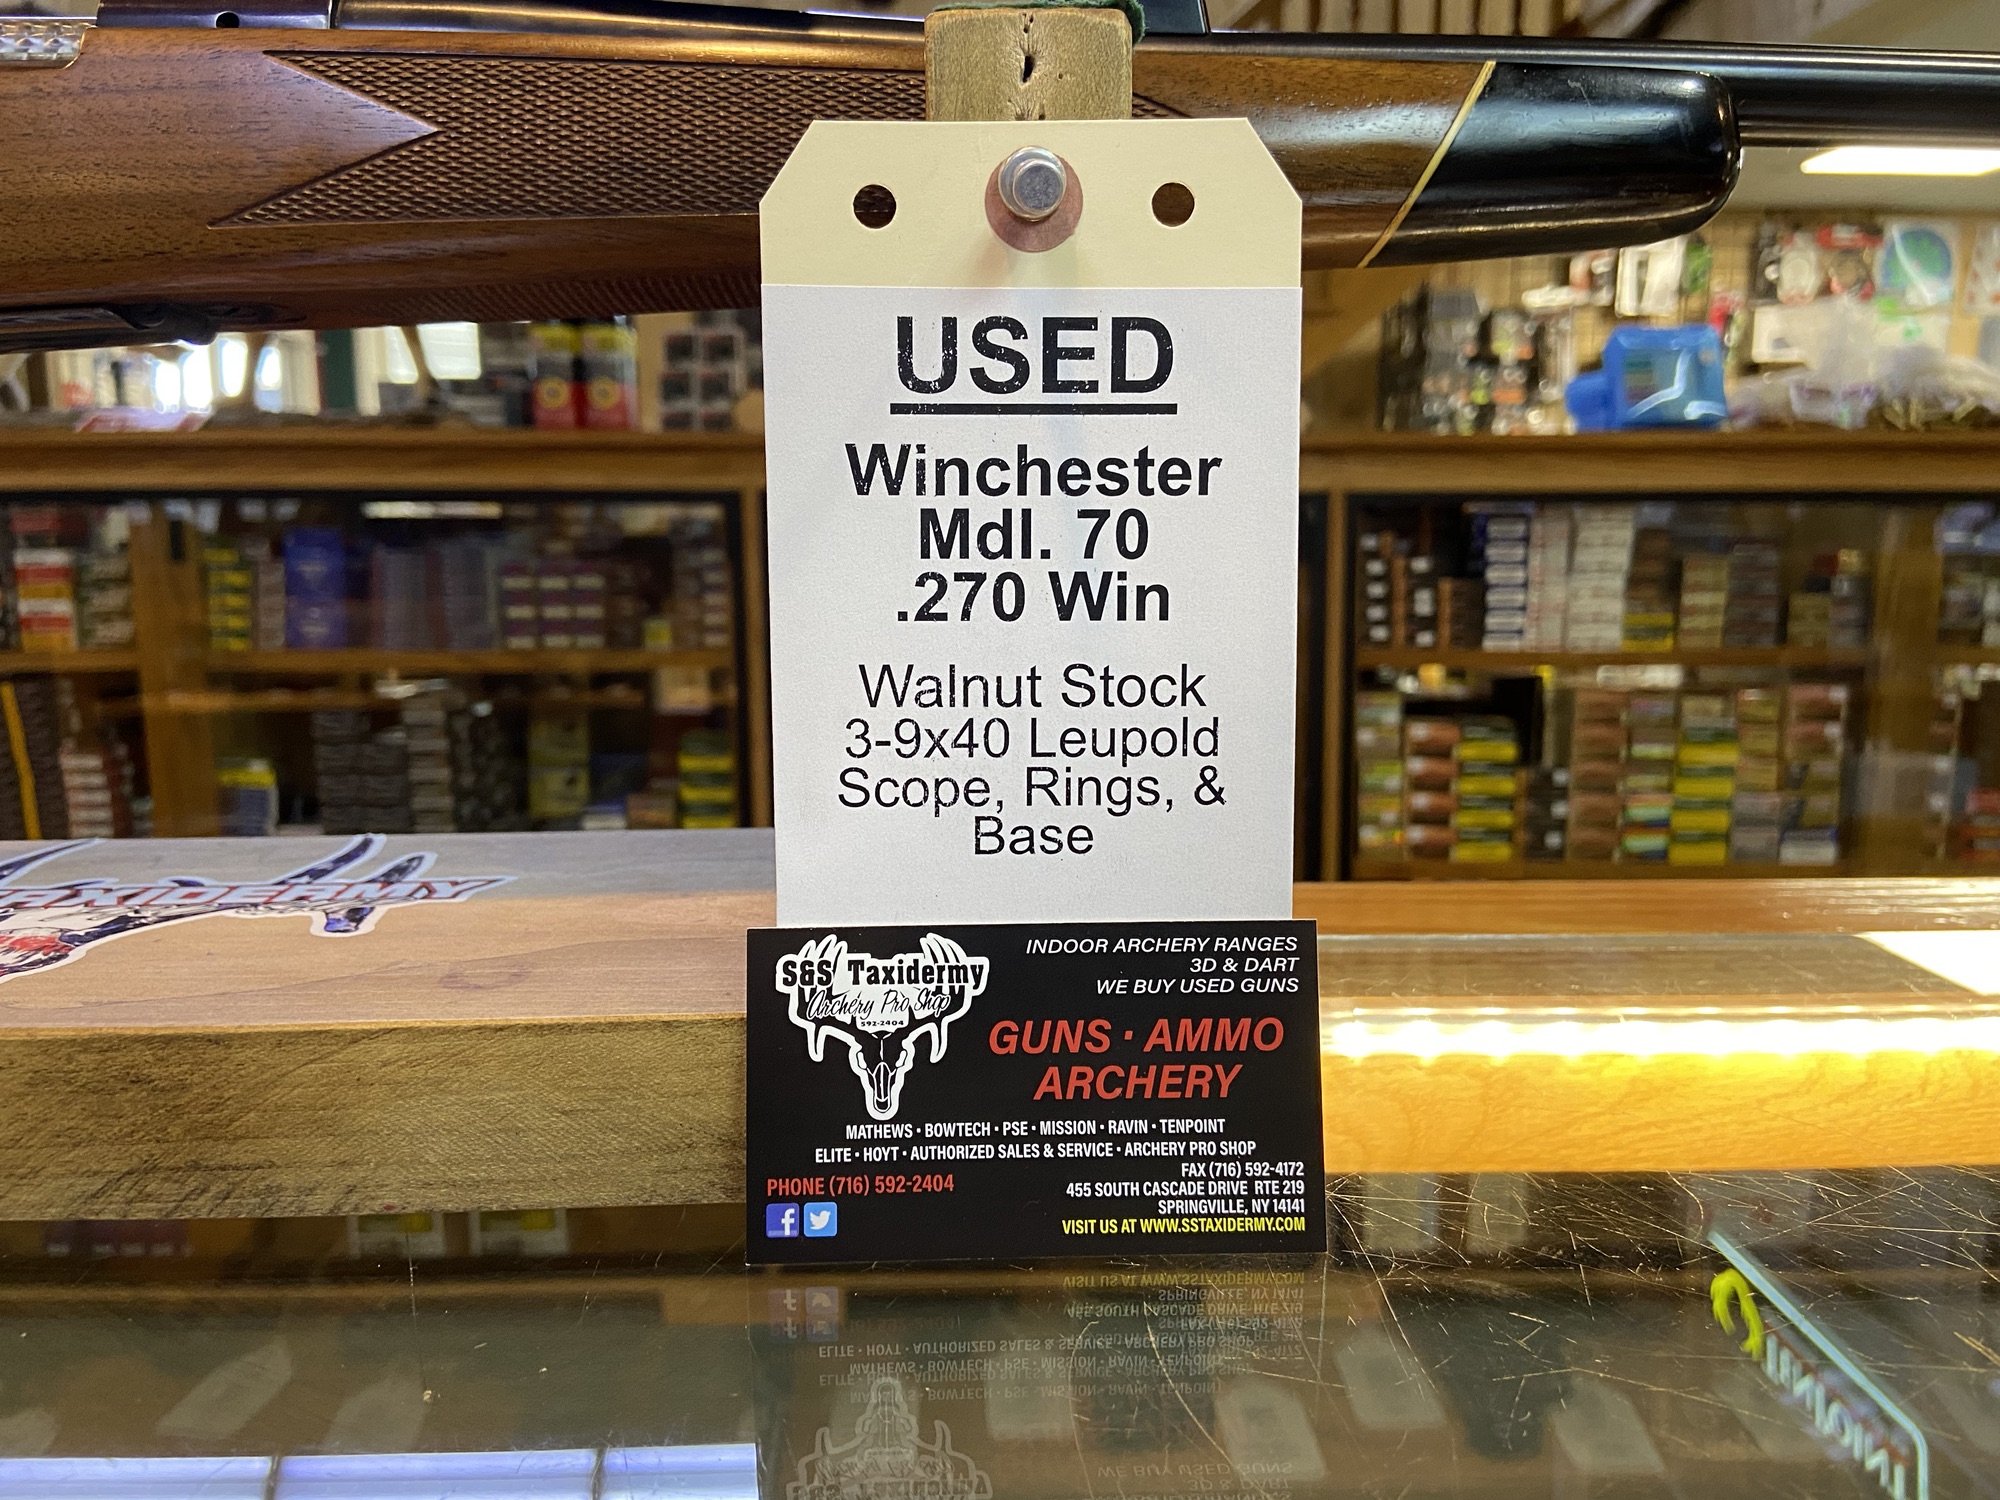 USED
Winchester
Mdl. 70
.270 Win
Walnut Stock
3-9x40 Leupold
Scope, Rings, &
Base
TAXIDERMY
S&S Taxidermy
Archery Pro Shop
592-2404
INDOOR ARCHERY RANGES
3D & DART
WE BUY USED GUNS
GUNS · AMMO
ARCHERY
MATHEWS · BOWTECH · PSE · MISSION · RAVIN · TENPOINT
ELITE · HOYT · AUTHORIZED SALES & SERVICE · ARCHERY PRO SHOP
PHONE (716) 592-2404
FAX (716) 592-4172
455 SOUTH CASCADE DRIVE RTE 219
SPRINGVILLE, NY 14141
VISIT US AT WWW.SSTAXIDERMY.COM